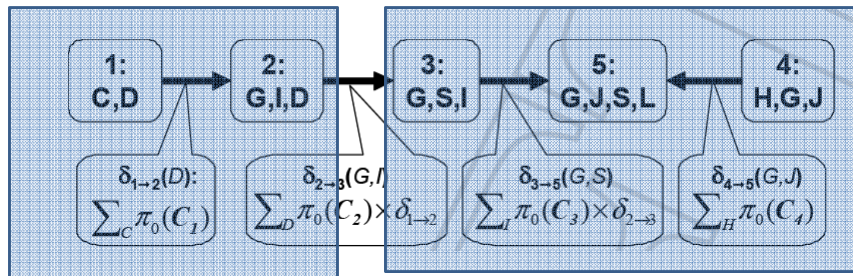 1:
C,D
2:
G,I,D
3:
G,S,I
5:
G,J,S,L
4:
H,G,J
δ1→2(D):
∑C π0(C1)
δ2→3(G,I)
∑D π0(C2)×δ1→2
δ3→5(G,S)
∑I π0(C3)×δ2→3
δ4→5(G,J)
∑H π0(C4)